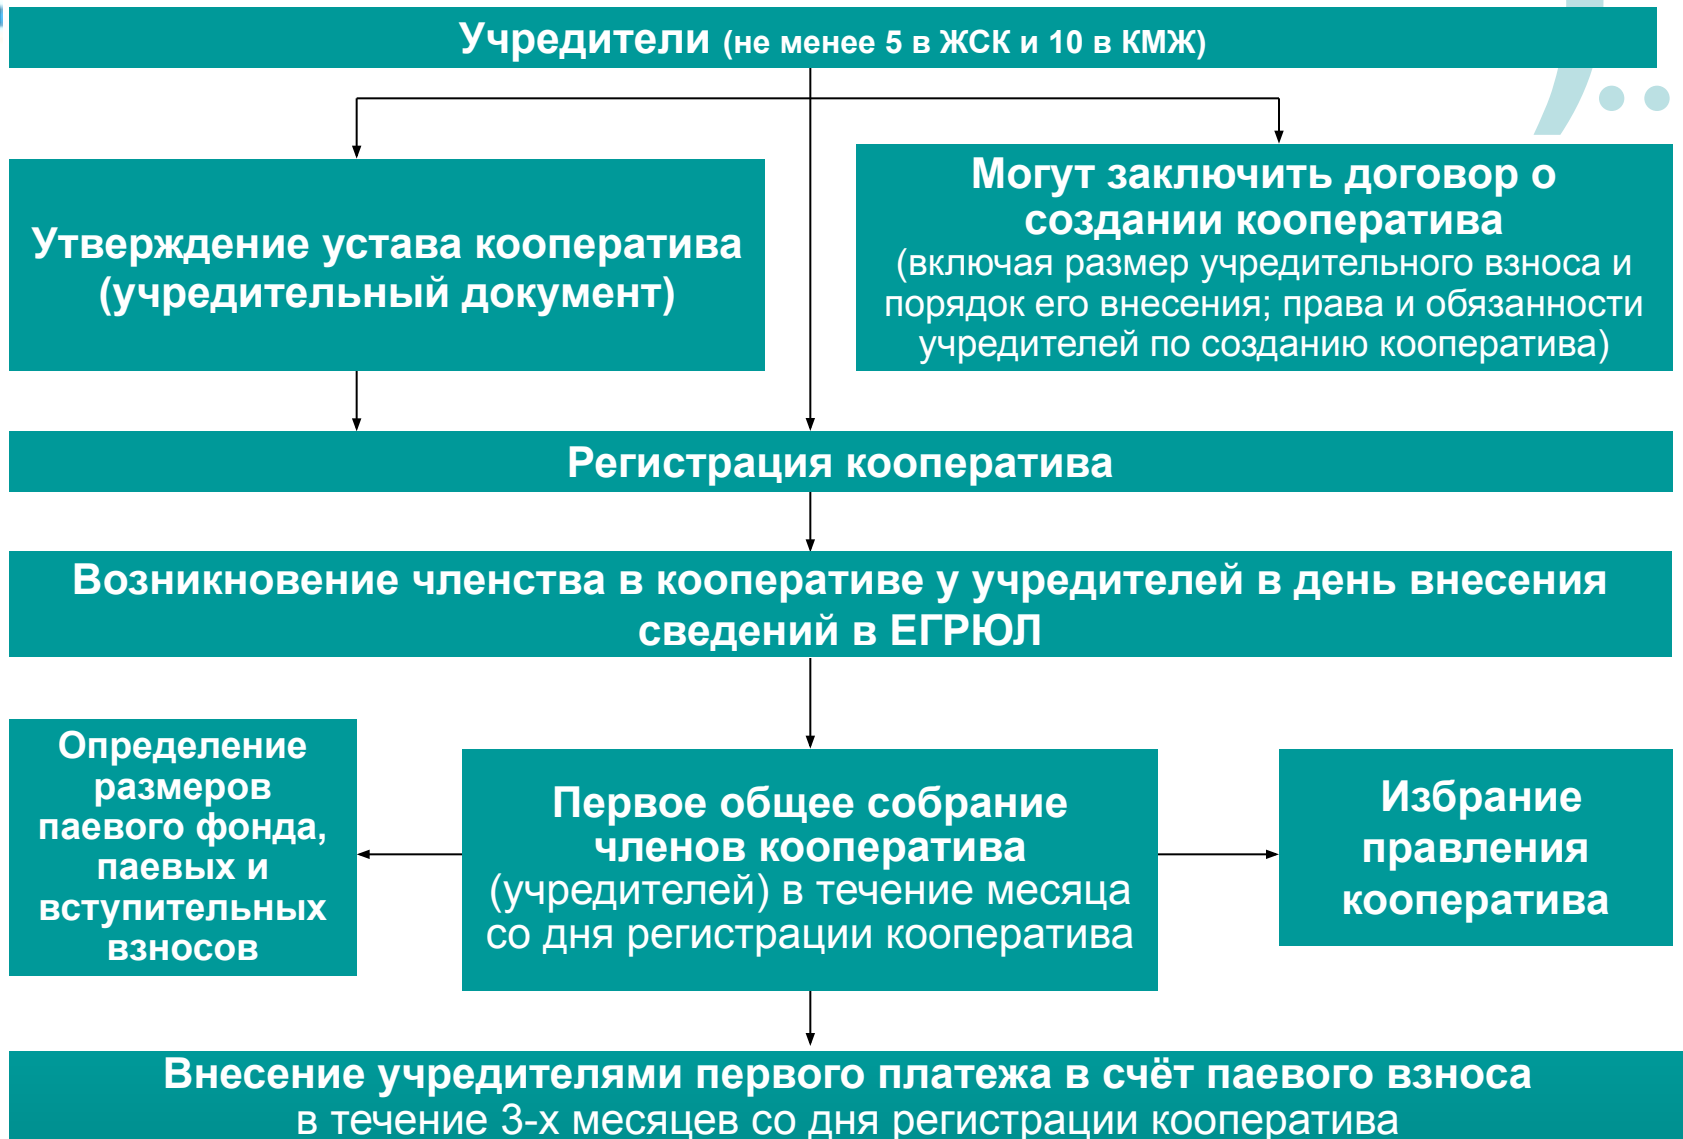 Учредители (не менее 5 в ЖСК и 10 в КМЖ)
Утверждение устава кооператива
(учредительный документ)
Могут заключить договор о
создании кооператива
(включая размер учредительного взноса и
порядок его внесения; права и обязанности
учредителей по созданию кооператива)
Регистрация кооператива
Возникновение членства в кооперативе у учредителей в день внесения
сведений в ЕГРЮЛ
Определение
размеров
паевого фонда,
паевых и
вступительных
взносов
Первое общее собрание
членов кооператива
(учредителей) в течение месяца
со дня регистрации кооператива
Избрание
правления
кооператива
Внесение учредителями первого платежа в счёт паевого взноса
в течение 3-х месяцев со дня регистрации кооператива